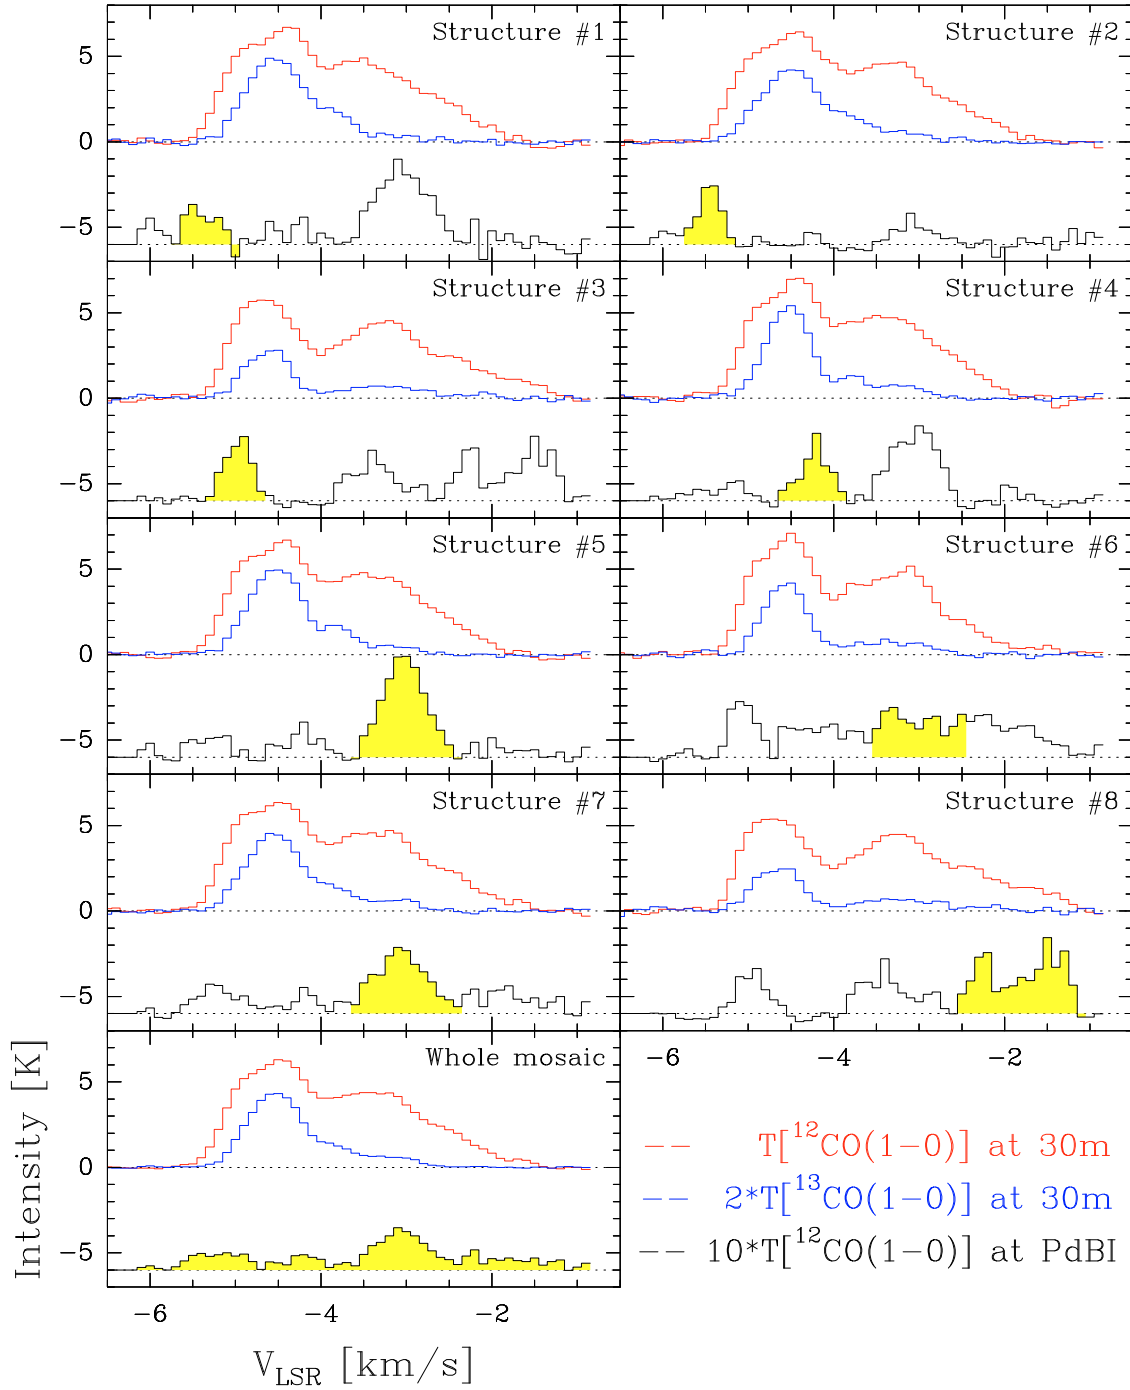 Structure #1
Structure #2
5
0
−5
Structure #3
Structure #4
5
0
−5
Structure #5
Structure #6
5
0
−5
Structure #7
Structure #8
5
0
−5
Whole mosaic
−6 −4 −2
5
0
−5
−6 −4 −2
Intensity [K]
V_LSR [km/s]
T[¹²CO(1−0)] at 30m
2*T[¹³CO(1−0)] at 30m
10*T[¹²CO(1−0)] at PdBI